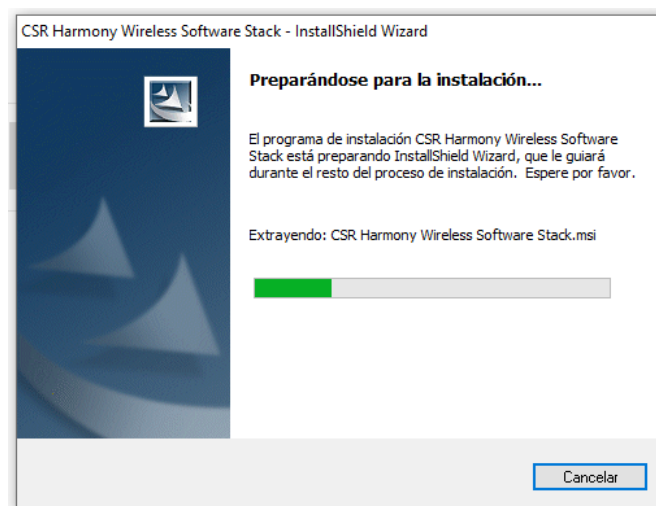 CSR Harmony Wireless Software Stack - InstallShield Wizard
Preparándose para la instalación...
El programa de instalación CSR Harmony Wireless Software
Stack está preparando InstallShield Wizard, que le guiará
durante el resto del proceso de instalación. Espere por favor.
Extrayendo: CSR Harmony Wireless Software Stack.msi
Cancelar